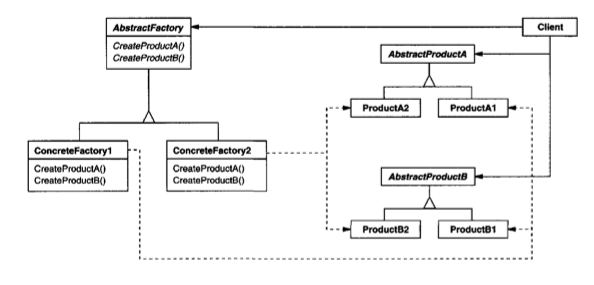 AbstractFactory
CreateProductA()
CreateProductB()
Client
AbstractProductA
ProductA2
ProductA1
ConcreteFactory1
CreateProductA()
CreateProductB()
ConcreteFactory2
CreateProductA()
CreateProductB()
AbstractProductB
ProductB2
ProductB1